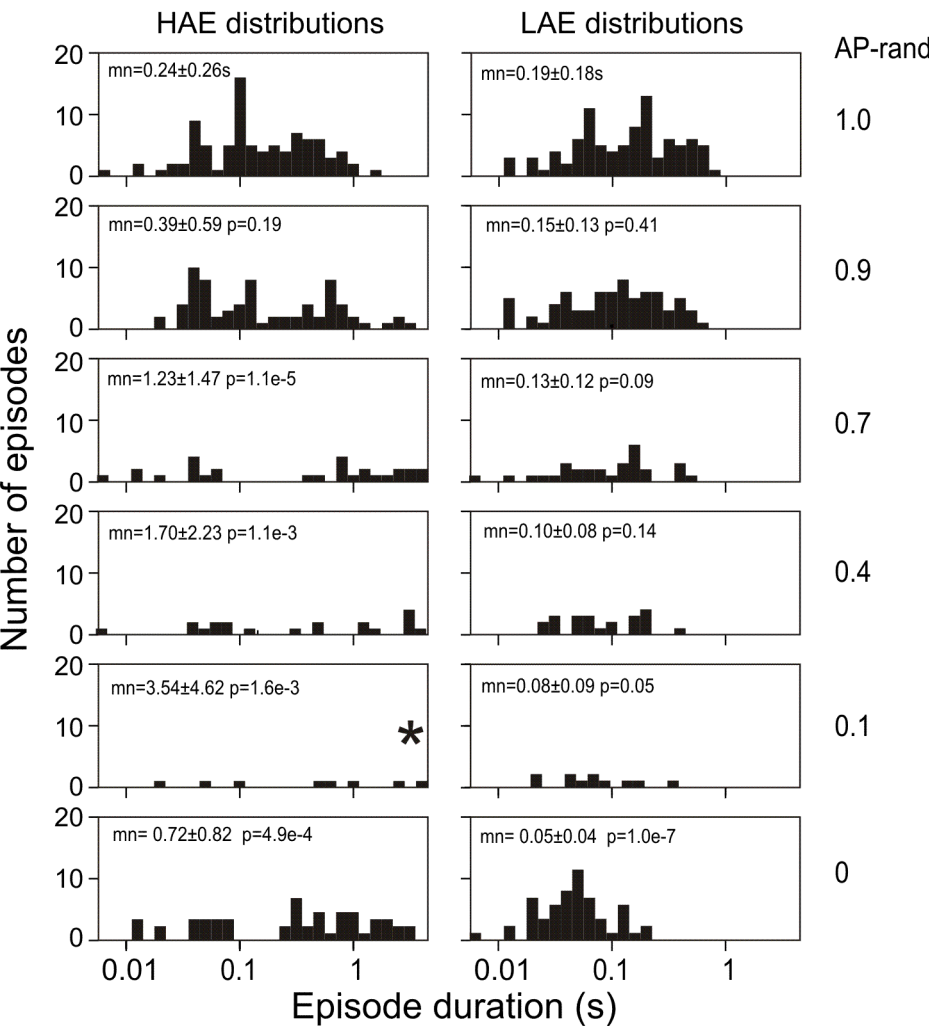 HAE distributions LAE distributions AP-rand
20 mn=0.24±0.26s mn=0.19±0.18s
10 1.0
0
20 mn=0.39±0.59 p=0.19 mn=0.15±0.13 p=0.41
10 0.9
0
20 mn=1.23±1.47 p=1.1e-5 mn=0.13±0.12 p=0.09
10 0.7
0
20 mn=1.70±2.23 p=1.1e-3 mn=0.10±0.08 p=0.14
10 0.4
0
20 mn=3.54±4.62 p=1.6e-3 mn=0.08±0.09 p=0.05
10 * 0.1
0
20 mn= 0.72±0.82 p=4.9e-4 mn= 0.05±0.04 p=1.0e-7
10 0
0
0.01 0.1 1 0.01 0.1 1
Episode duration (s)
Number of episodes